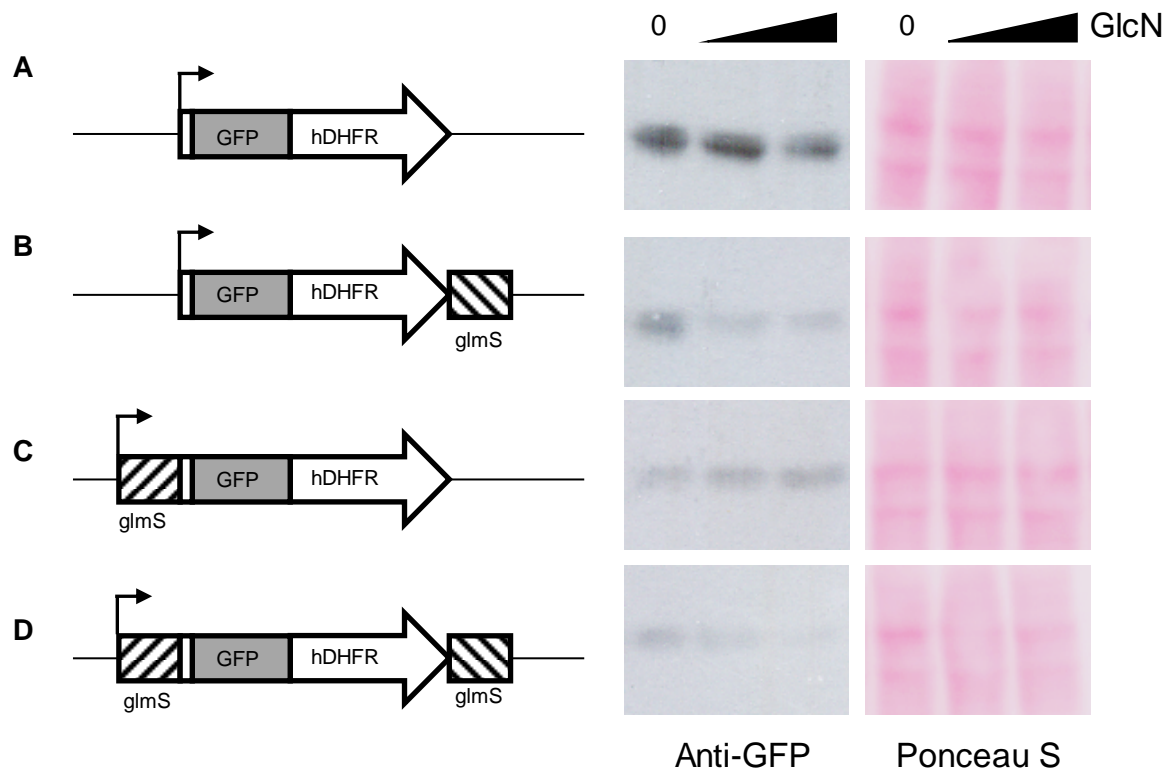 0 0 GlcN
A
GFP hDHFR
B
GFP hDHFR
glmS
C
GFP hDHFR
glmS
D
GFP hDHFR
glmS glmS
Anti-GFP Ponceau S